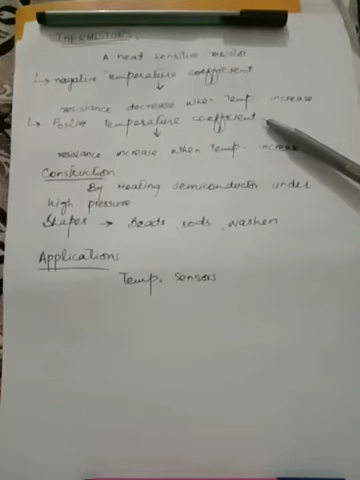 THERMISTORS.
A heat sensitive resistor
↳ negative Temperature coefficient
↓
resistance decrease when Temp. increase
↳ Positive Temperature coefficient
↓
resistance increase when Temp. increase
Construction
By Heating semiconductor under
high pressure
Shapes → Beads, rods, washers
Applications
Temp. Sensors